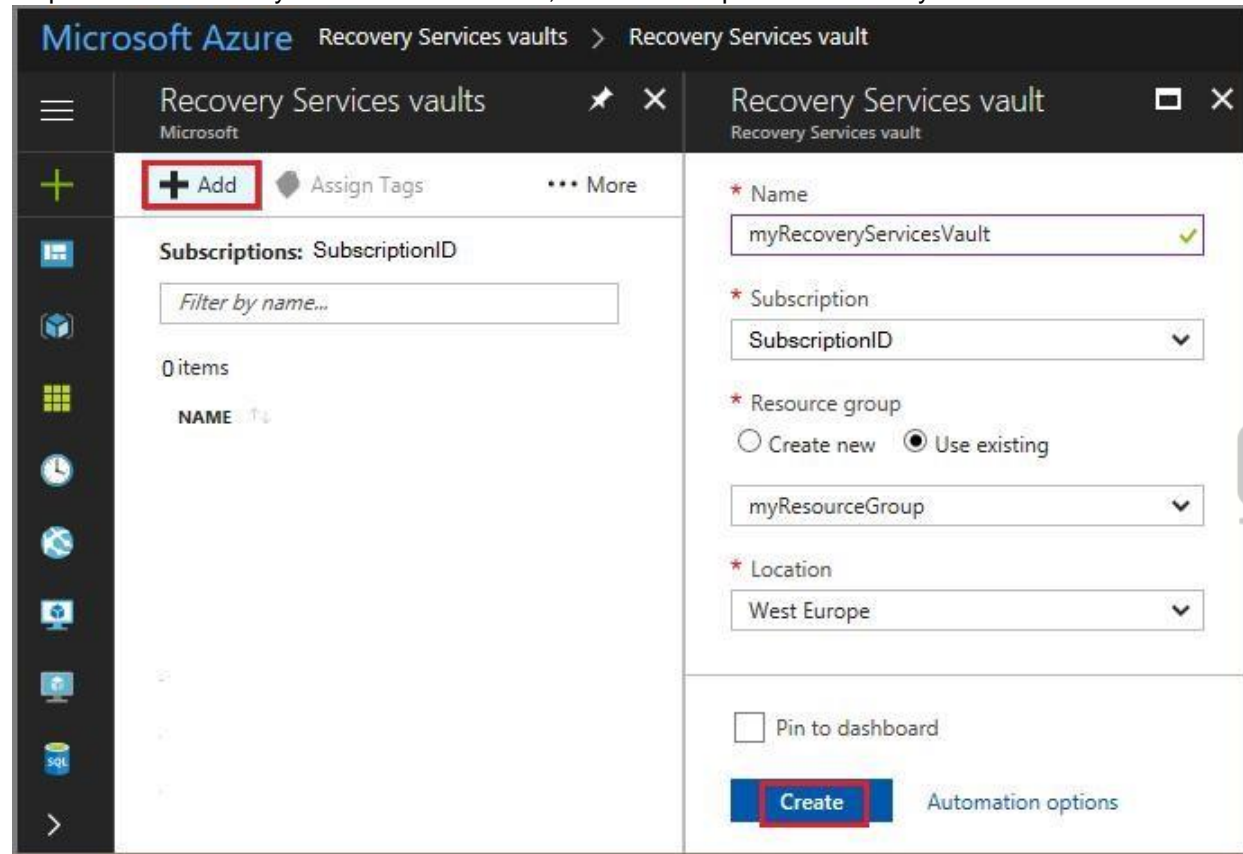 Microsoft Azure Recovery Services vaults > Recovery Services vault
Recovery Services vaults
Microsoft
Add Assign Tags ••• More
Subscriptions: SubscriptionID
Filter by name...
0 items
NAME
Recovery Services vault
Recovery Services vault
* Name
myRecoveryServicesVault
* Subscription
SubscriptionID
* Resource group
Create new Use existing
myResourceGroup
* Location
West Europe
Pin to dashboard
Create Automation options
SQL